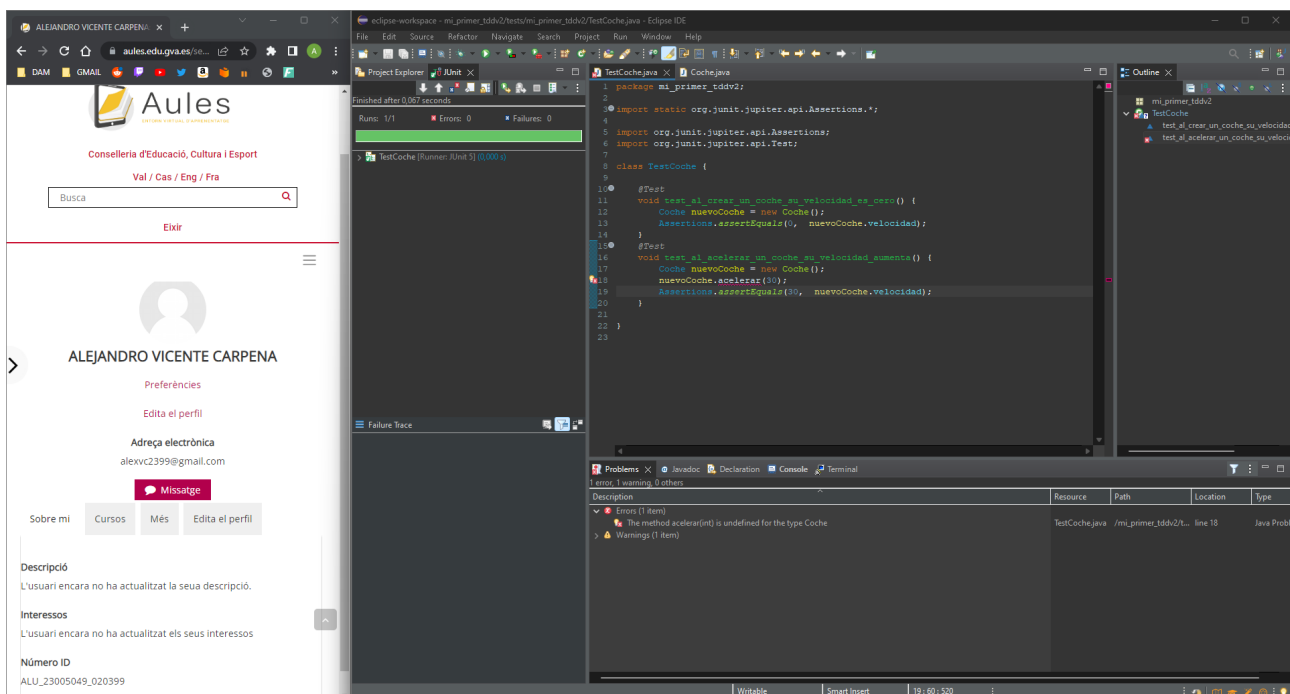 ALEJANDRO VICENTE CARPENA
aules.edu.gva.es/se...
DAM
GMAIL
Aules
ENTORN VIRTUAL D'APRENENTATGE
Conselleria d'Educació, Cultura i Esport
Val / Cas / Eng / Fra
Busca
Eixir
ALEJANDRO VICENTE CARPENA
Preferències
Edita el perfil
Adreça electrònica
alexvc2399@gmail.com
Missatge
Sobre mi Cursos Més Edita el perfil
Descripció
L'usuari encara no ha actualitzat la seua descripció.
Interessos
L'usuari encara no ha actualitzat els seus interessos
Número ID
ALU_23005049_020399
eclipse-workspace - mi_primer_tddv2/tests/mi_primer_tddv2/TestCoche.java - Eclipse IDE
File Edit Source Refactor Navigate Search Project Run Window Help
Project Explorer JUnit
Finished after 0,067 seconds
Runs: 1/1 Errors: 0 Failures: 0
TestCoche [Runner: JUnit 5] (0,000 s)
Failure Trace
TestCoche.java Coche.java
1 package mi_primer_tddv2;
2
3 import static org.junit.jupiter.api.Assertions.*;
4
5 import org.junit.jupiter.api.Assertions;
6 import org.junit.jupiter.api.Test;
7
8 class TestCoche {
9
10 @Test
11 void test_al_crear_un_coche_su_velocidad_es_cero() {
12 Coche nuevoCoche = new Coche();
13 Assertions.assertEquals(0, nuevoCoche.velocidad);
14 }
15 @Test
16 void test_al_acelerar_un_coche_su_velocidad_aumenta() {
17 Coche nuevoCoche = new Coche();
18 nuevoCoche.acelerar(30);
19 Assertions.assertEquals(30, nuevoCoche.velocidad);
20 }
21
22 }
23
Outline
mi_primer_tddv2
TestCoche
test_al_crear_un_coche_su_velocidad
test_al_acelerar_un_coche_su_veloci
Problems Javadoc Declaration Console Terminal
1 error, 1 warning, 0 others
Description Resource Path Location Type
Errors (1 item)
The method acelerar(int) is undefined for the type Coche TestCoche.java /mi_primer_tddv2/t... line 18 Java Probl
Warnings (1 item)
Writable Smart Insert 19 : 60 : 520